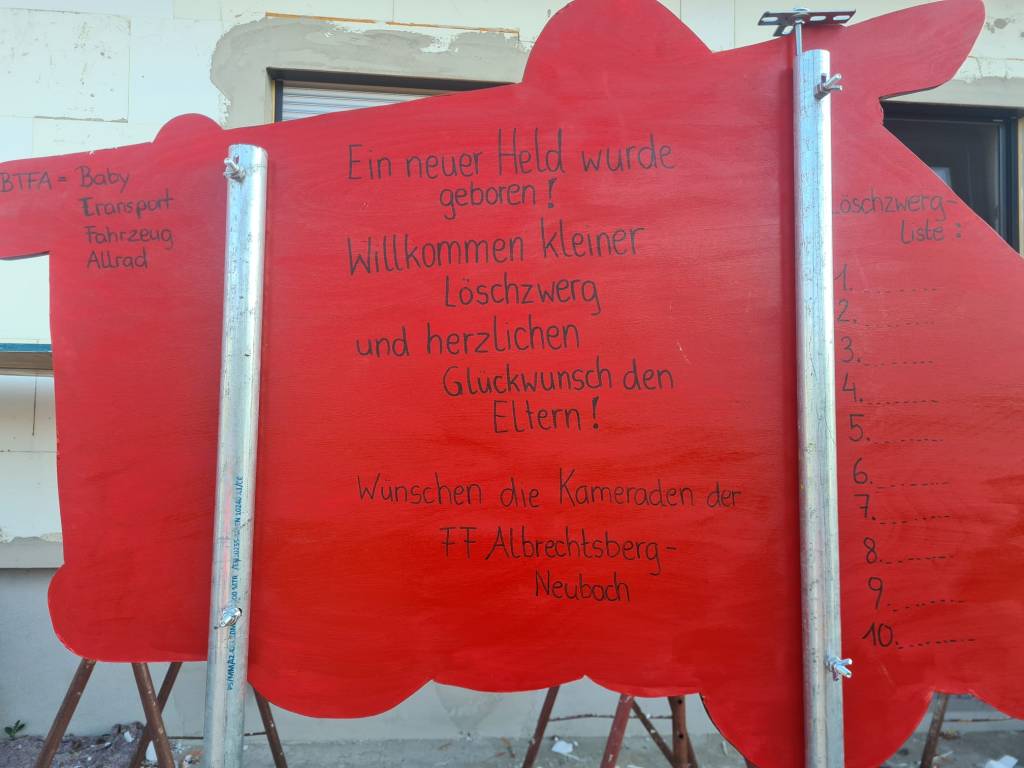 BTFA = Baby
Transport
Fahrzeug
Allrad
Ein neuer Held wurde
geboren!
Willkommen kleiner
Löschzwerg
und herzlichen
Glückwunsch den
Eltern!
Wünschen die Kameraden der
FF Albrechtsberg-
Neubach
Löschzwerg-
Liste:
1.
2.
3.
4.
5.
6.
7.
8.
9.
10.